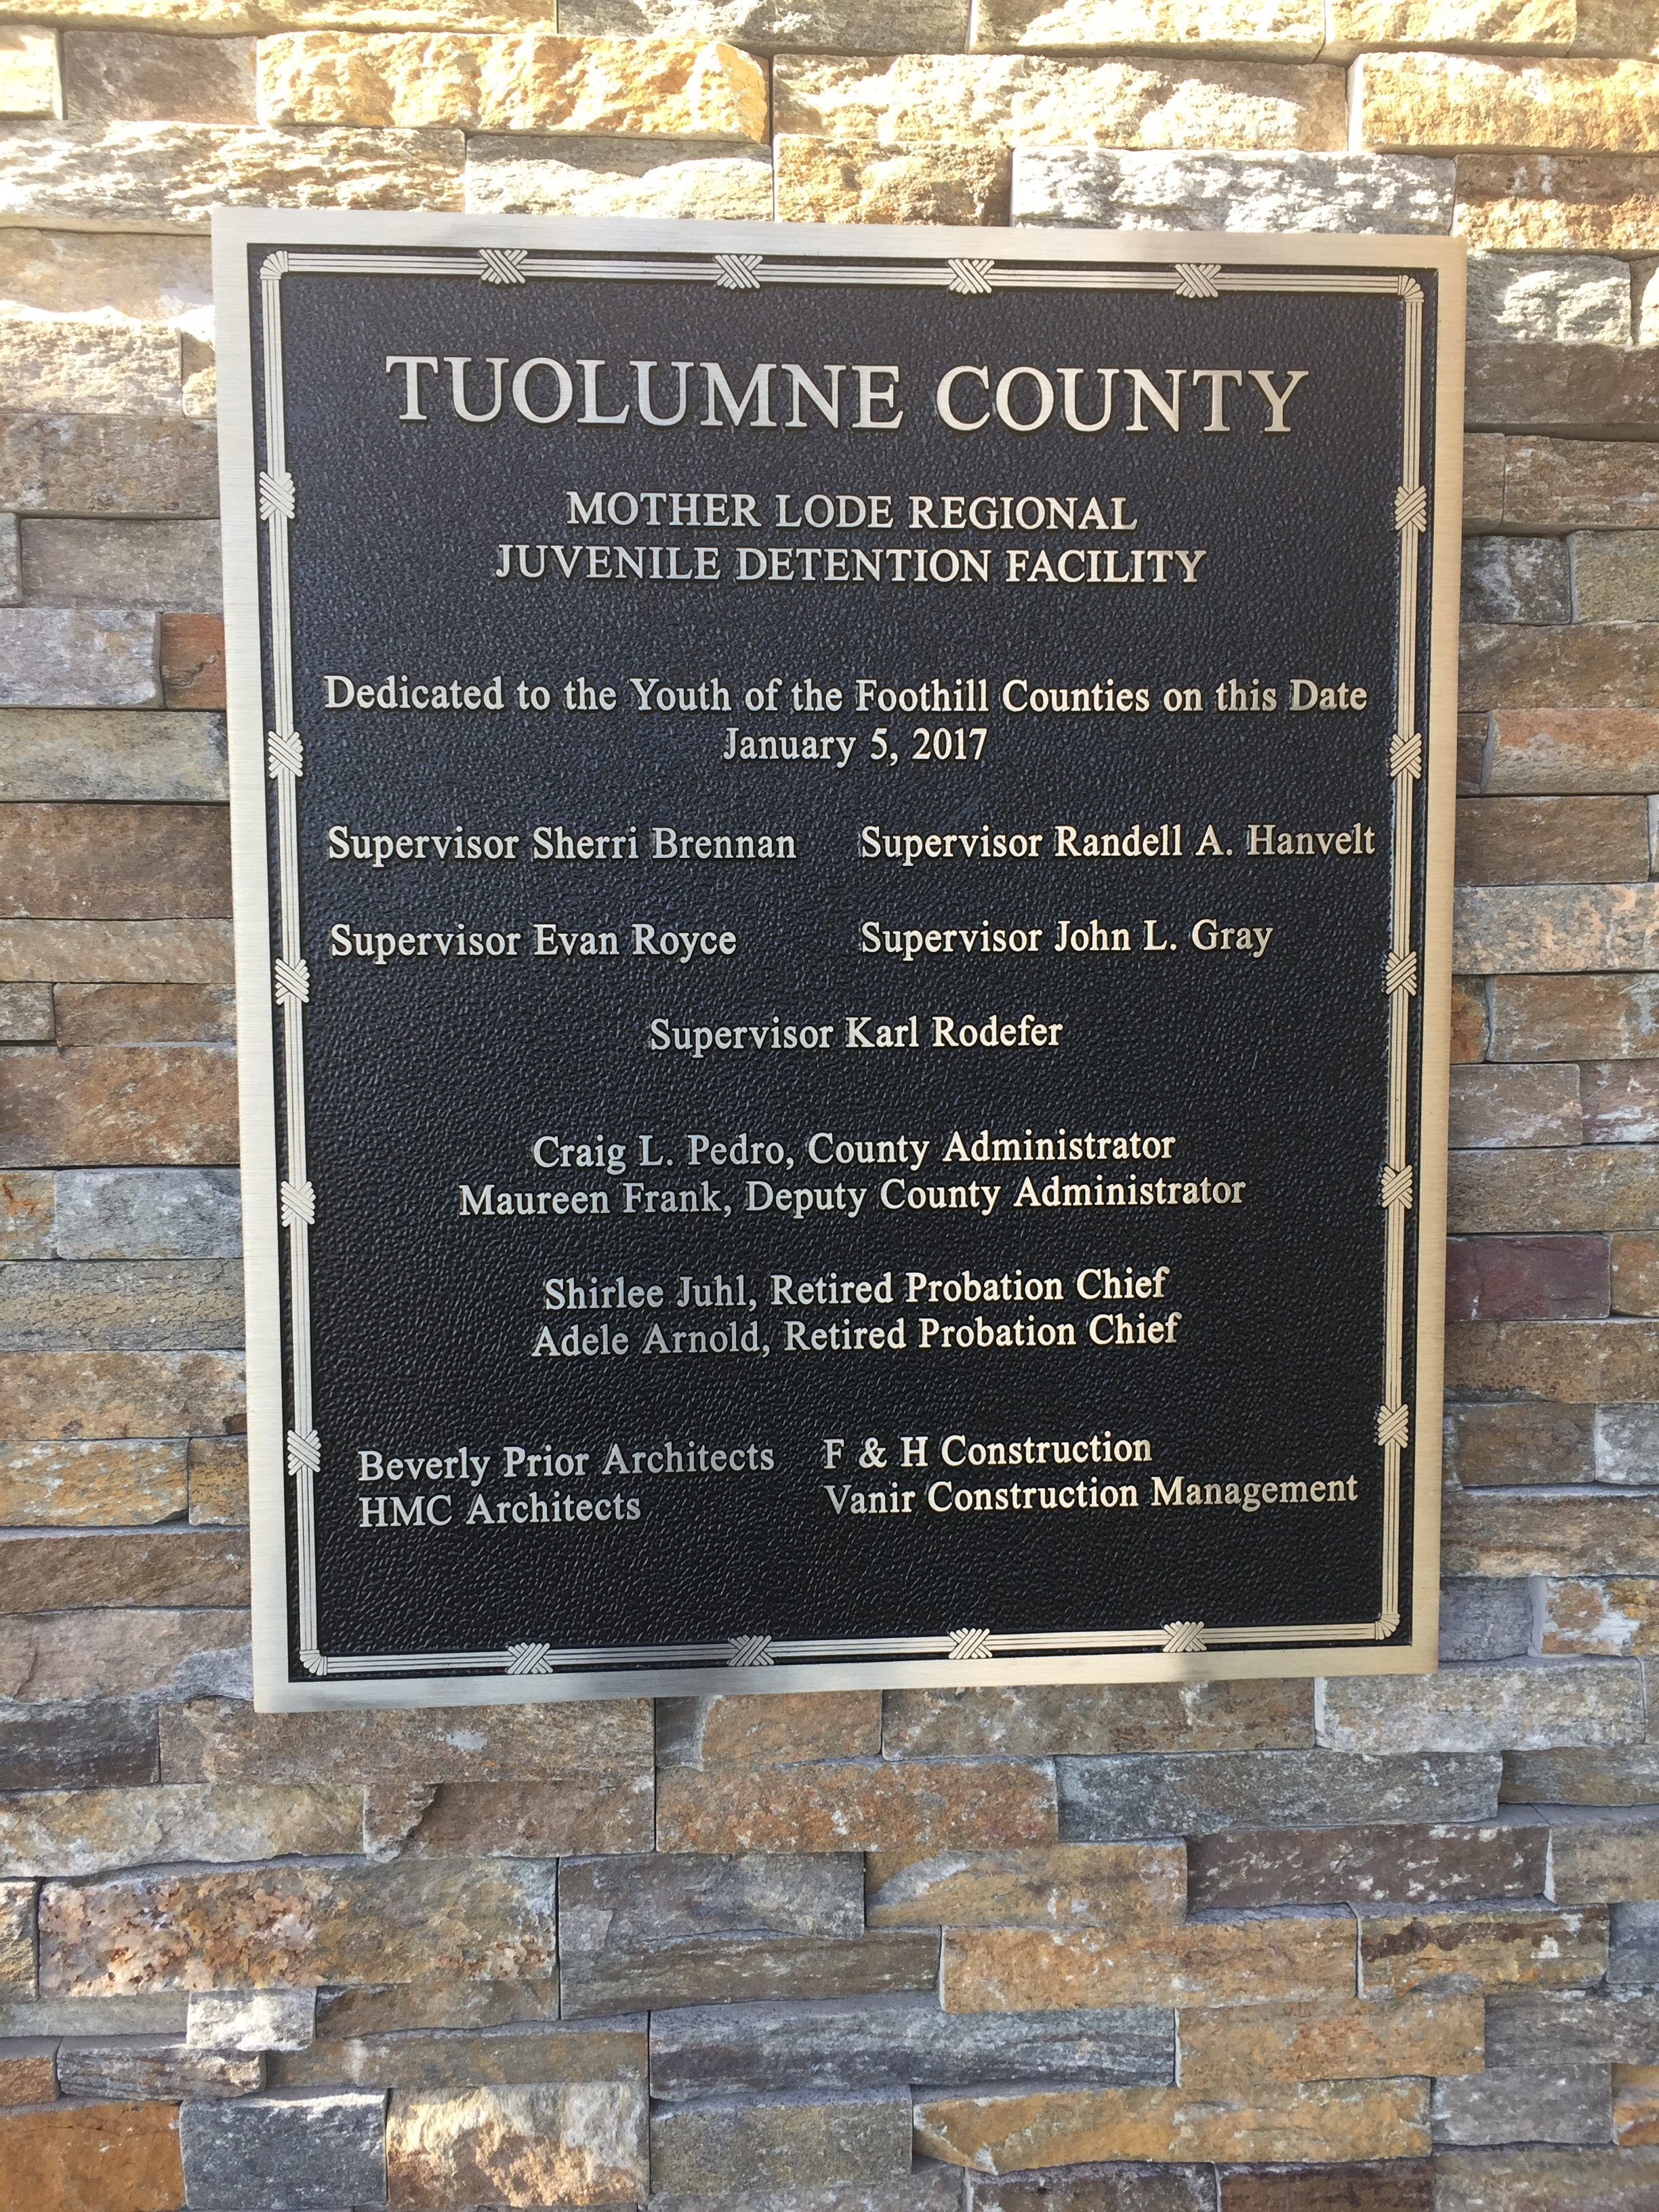 TUOLUMNE COUNTY
MOTHER LODE REGIONAL
JUVENILE DETENTION FACILITY
Dedicated to the Youth of the Foothill Counties on this Date
January 5, 2017
Supervisor Sherri Brennan Supervisor Randell A. Hanvelt
Supervisor Evan Royce Supervisor John L. Gray
Supervisor Karl Rodefer
Craig L. Pedro, County Administrator
Maureen Frank, Deputy County Administrator
Shirlee Juhl, Retired Probation Chief
Adele Arnold, Retired Probation Chief
Beverly Prior Architects F & H Construction
HMC Architects Vanir Construction Management